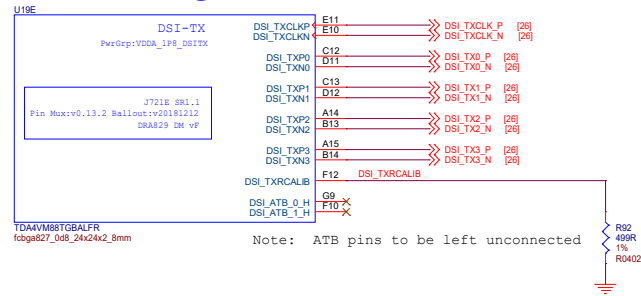 U19E
DSI-TX
PwrGrp:VDDA_1P8_DSITX
J721E SR1.1
Pin Mux:v0.13.2 Ballout:v20181212
DRA829 DM vF
DSI_TXCLKP E11 DSI_TXCLK_P [26]
DSI_TXCLKN E10 DSI_TXCLK_N [26]
DSI_TXP0 C12 DSI_TX0_P [26]
DSI_TXN0 D11 DSI_TX0_N [26]
DSI_TXP1 C13 DSI_TX1_P [26]
DSI_TXN1 D12 DSI_TX1_N [26]
DSI_TXP2 A14 DSI_TX2_P [26]
DSI_TXN2 B13 DSI_TX2_N [26]
DSI_TXP3 A15 DSI_TX3_P [26]
DSI_TXN3 B14 DSI_TX3_N [26]
DSI_TXRCALIB F12 DSI_TXRCALIB
DSI_ATB_0_H G9
DSI_ATB_1_H F10
TDA4VM88TGBALFR
fcbga827_0d8_24x24x2_8mm
Note: ATB pins to be left unconnected
R92
499R
1%
R0402